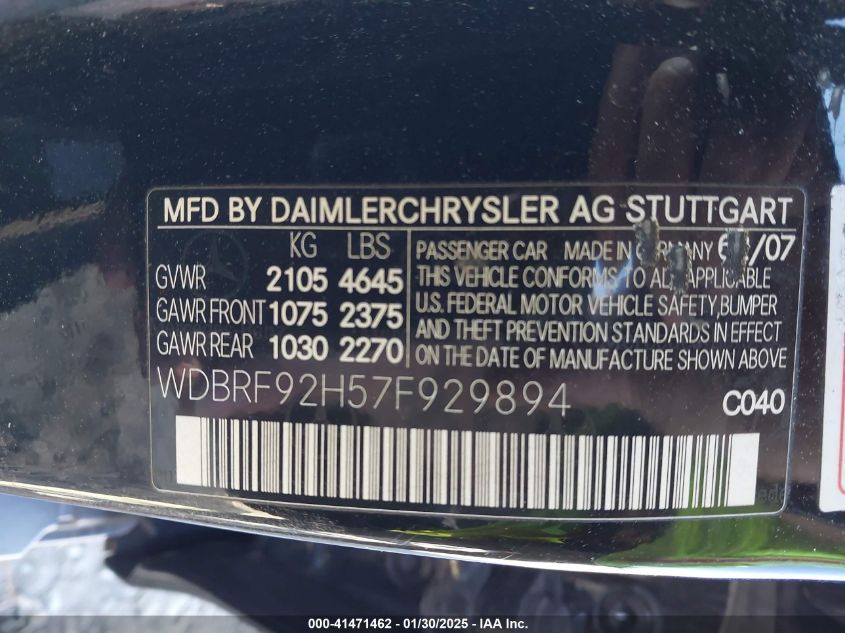 MFD BY DAIMLERCHRYSLER AG STUTTGART
KG LBS
GVWR 2105 4645
GAWR FRONT 1075 2375
GAWR REAR 1030 2270
PASSENGER CAR MADE IN GERMANY /07
THIS VEHICLE CONFORMS TO ALL APPLICABLE
U.S. FEDERAL MOTOR VEHICLE SAFETY,BUMPER
AND THEFT PREVENTION STANDARDS IN EFFECT
ON THE DATE OF MANUFACTURE SHOWN ABOVE
WDBRF92H57F929894
C040
000-41471462 / 01/30/2025 - IAA Inc.